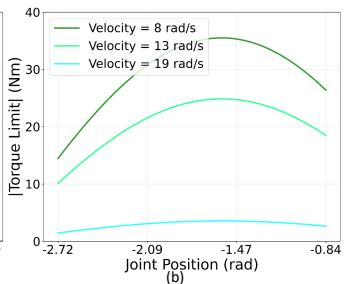 Velocity = 8 rad/s
Velocity = 13 rad/s
Velocity = 19 rad/s
|Torque Limit| (Nm)
40
30
20
10
0
-2.72 -2.09 -1.47 -0.84
Joint Position (rad)
(b)